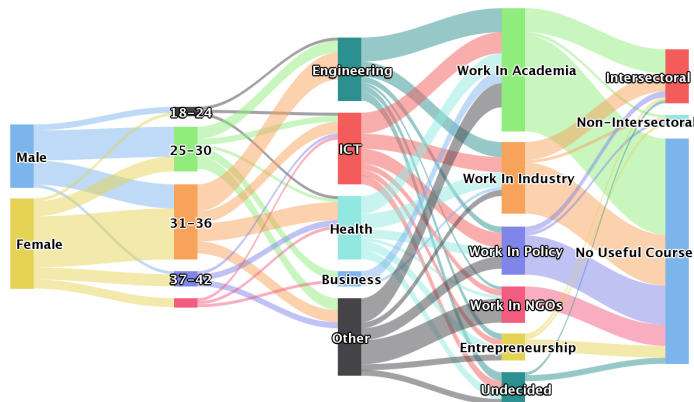 Male
Female
18-24
25-30
31-36
37-42
Engineering
ICT
Health
Business
Other
Work In Academia
Work In Industry
Work In Policy
Work In NGOs
Entrepreneurship
Undecided
Intersectoral
Non-Intersectoral
No Useful Course